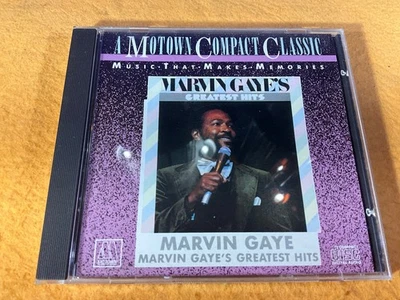 A MOTOWN COMPACT CLASSIC
MUSIC·THAT·MAKES·MEMORIES
MARVIN GAYE'S
GREATEST HITS
MARVIN GAYE
MARVIN GAYE'S GREATEST HITS